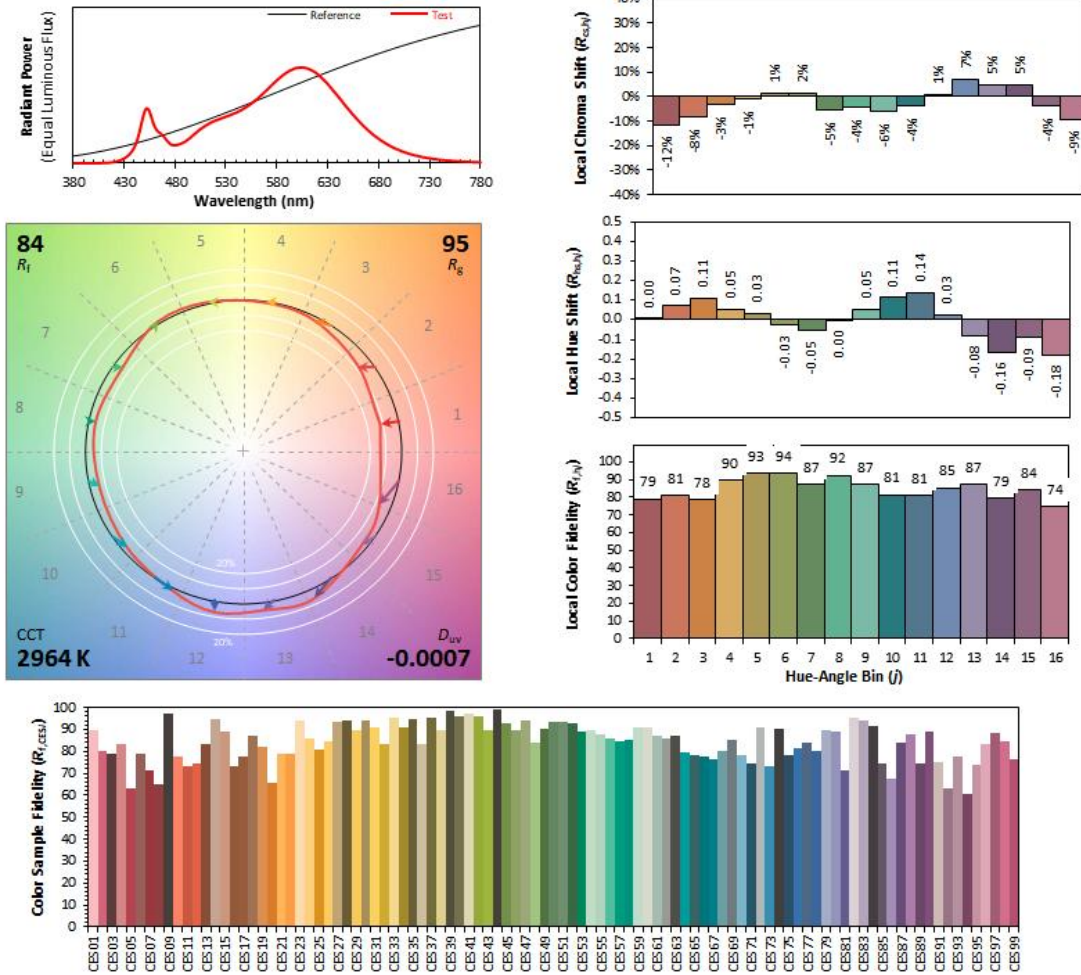 Reference
Test
Radiant Power
(Equal Luminous Flux)
380 430 480 530 580 630 680 730 780
Wavelength (nm)
Local Chroma Shift (Rcs,hj)
40%
30%
20%
10%
0%
-10%
-20%
-30%
-40%
-12% -8% -3% -1% 1% 2% -5% -4% -6% -4% 1% 7% 5% 5% -4% -9%
84
Rf
95
Rg
5 4
6 3
7 2
8 1
9 16
10 15
11 14
12 13
20%
20%
CCT
2964 K
Duv
-0.0007
Local Hue Shift (Rhs,hj)
0.5
0.4
0.3
0.2
0.1
0.0
-0.1
-0.2
-0.3
-0.4
-0.5
0.00 0.07 0.11 0.05 0.03 -0.03 -0.05 0.00 0.05 0.11 0.14 0.03 -0.08 -0.16 -0.09 -0.18
Local Color Fidelity (Rf,hj)
100
90
80
70
60
50
40
30
20
10
0
79 81 78 90 93 94 87 92 87 81 81 85 87 79 84 74
1 2 3 4 5 6 7 8 9 10 11 12 13 14 15 16
Hue-Angle Bin (j)
Color Sample Fidelity (Rf,CESi)
100
90
80
70
60
50
40
30
20
10
0
CES01 CES03 CES05 CES07 CES09 CES11 CES13 CES15 CES17 CES19 CES21 CES23 CES25 CES27 CES29 CES31 CES33 CES35 CES37 CES39 CES41 CES43 CES45 CES47 CES49 CES51 CES53 CES55 CES57 CES59 CES61 CES63 CES65 CES67 CES69 CES71 CES73 CES75 CES77 CES79 CES81 CES83 CES85 CES87 CES89 CES91 CES93 CES95 CES97 CES99